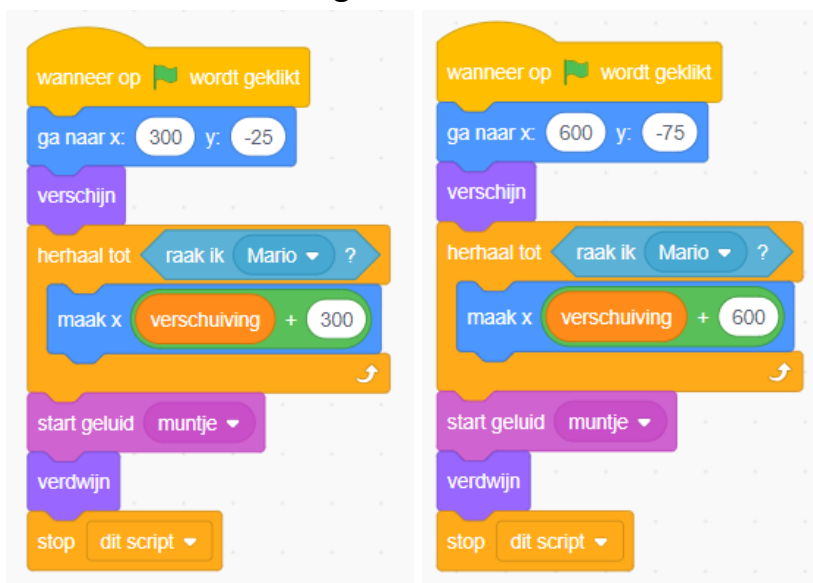 wanneer op wordt geklikt
ga naar x: 300 y: -25
verschijn
herhaal tot raak ik Mario ?
maak x verschuiving + 300
start geluid muntje
verdwijn
stop dit script
wanneer op wordt geklikt
ga naar x: 600 y: -75
verschijn
herhaal tot raak ik Mario ?
maak x verschuiving + 600
start geluid muntje
verdwijn
stop dit script